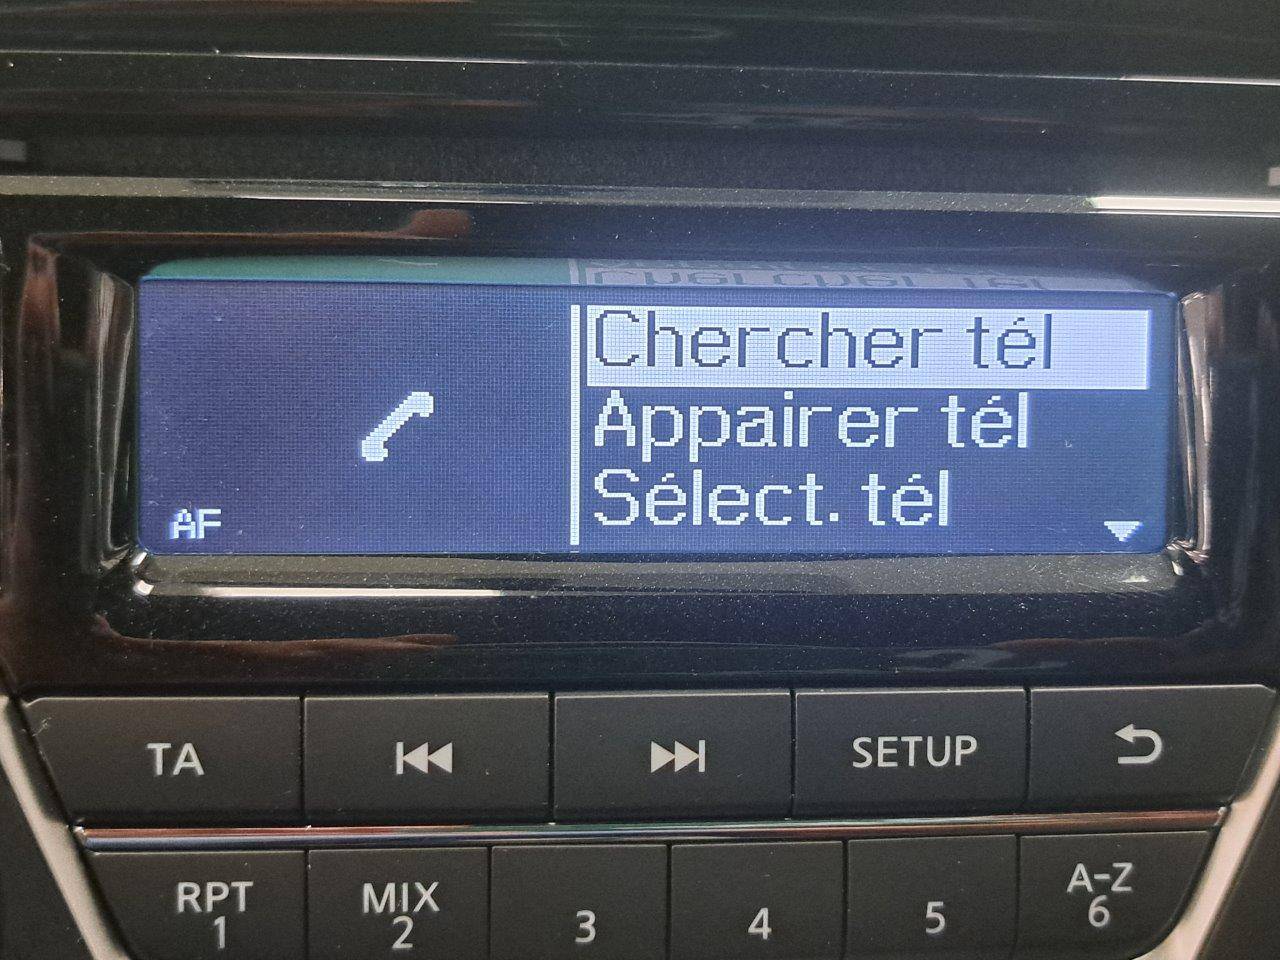 Chercher tél
Appairer tél
Sélect. tél
AF
TA
SETUP
RPT
1
MIX
2
3
4
5
A-Z
6